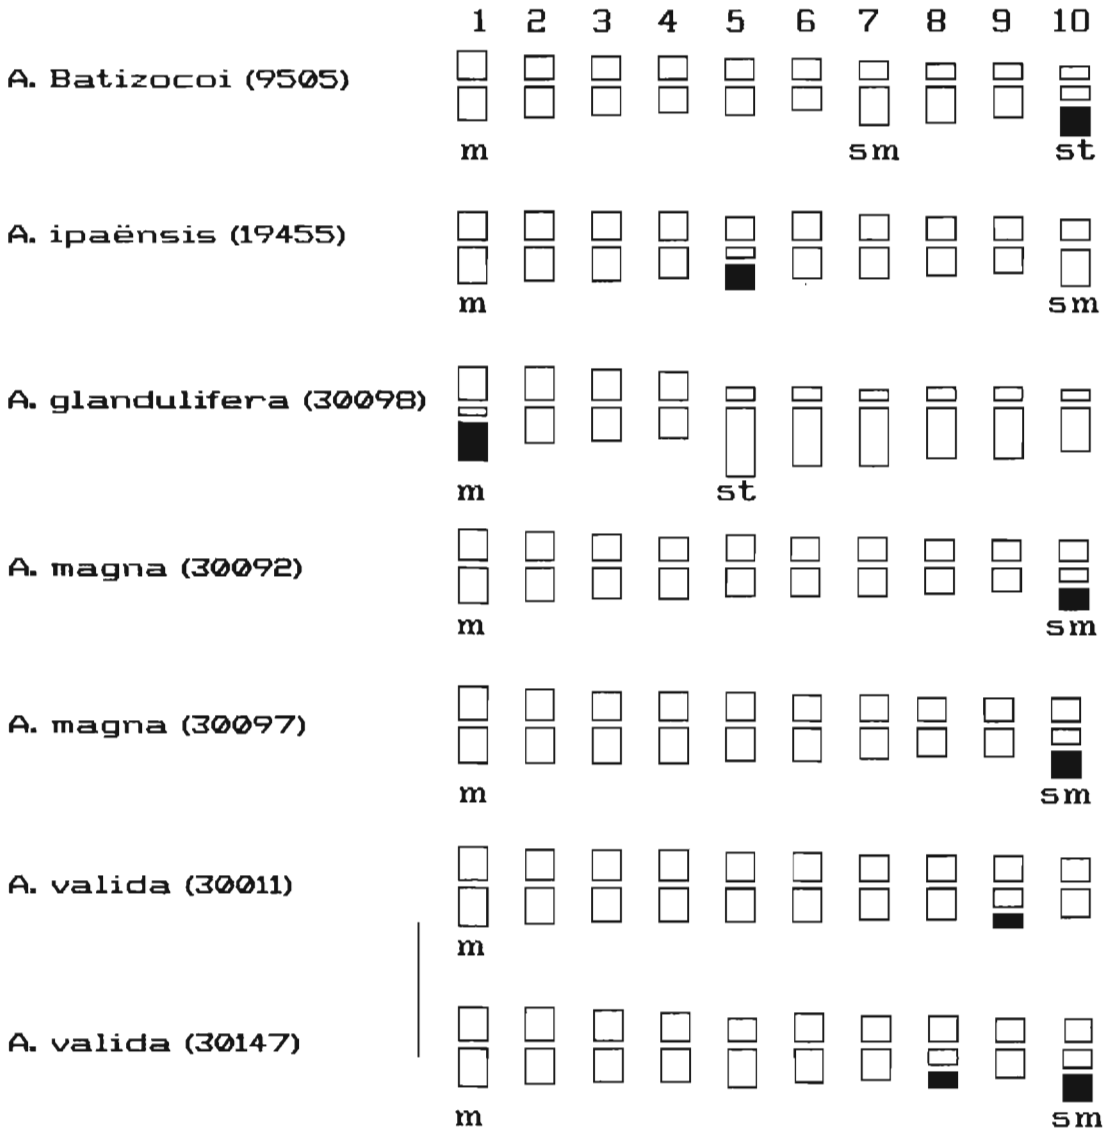 1 2 3 4 5 6 7 8 9 10
A. Batizocoi (9505)
m sm st
A. ipaënsis (19455)
m sm
A. glandulifera (30098)
m st
A. magna (30092)
m sm
A. magna (30097)
m sm
A. valida (30011)
m
A. valida (30147)
m sm